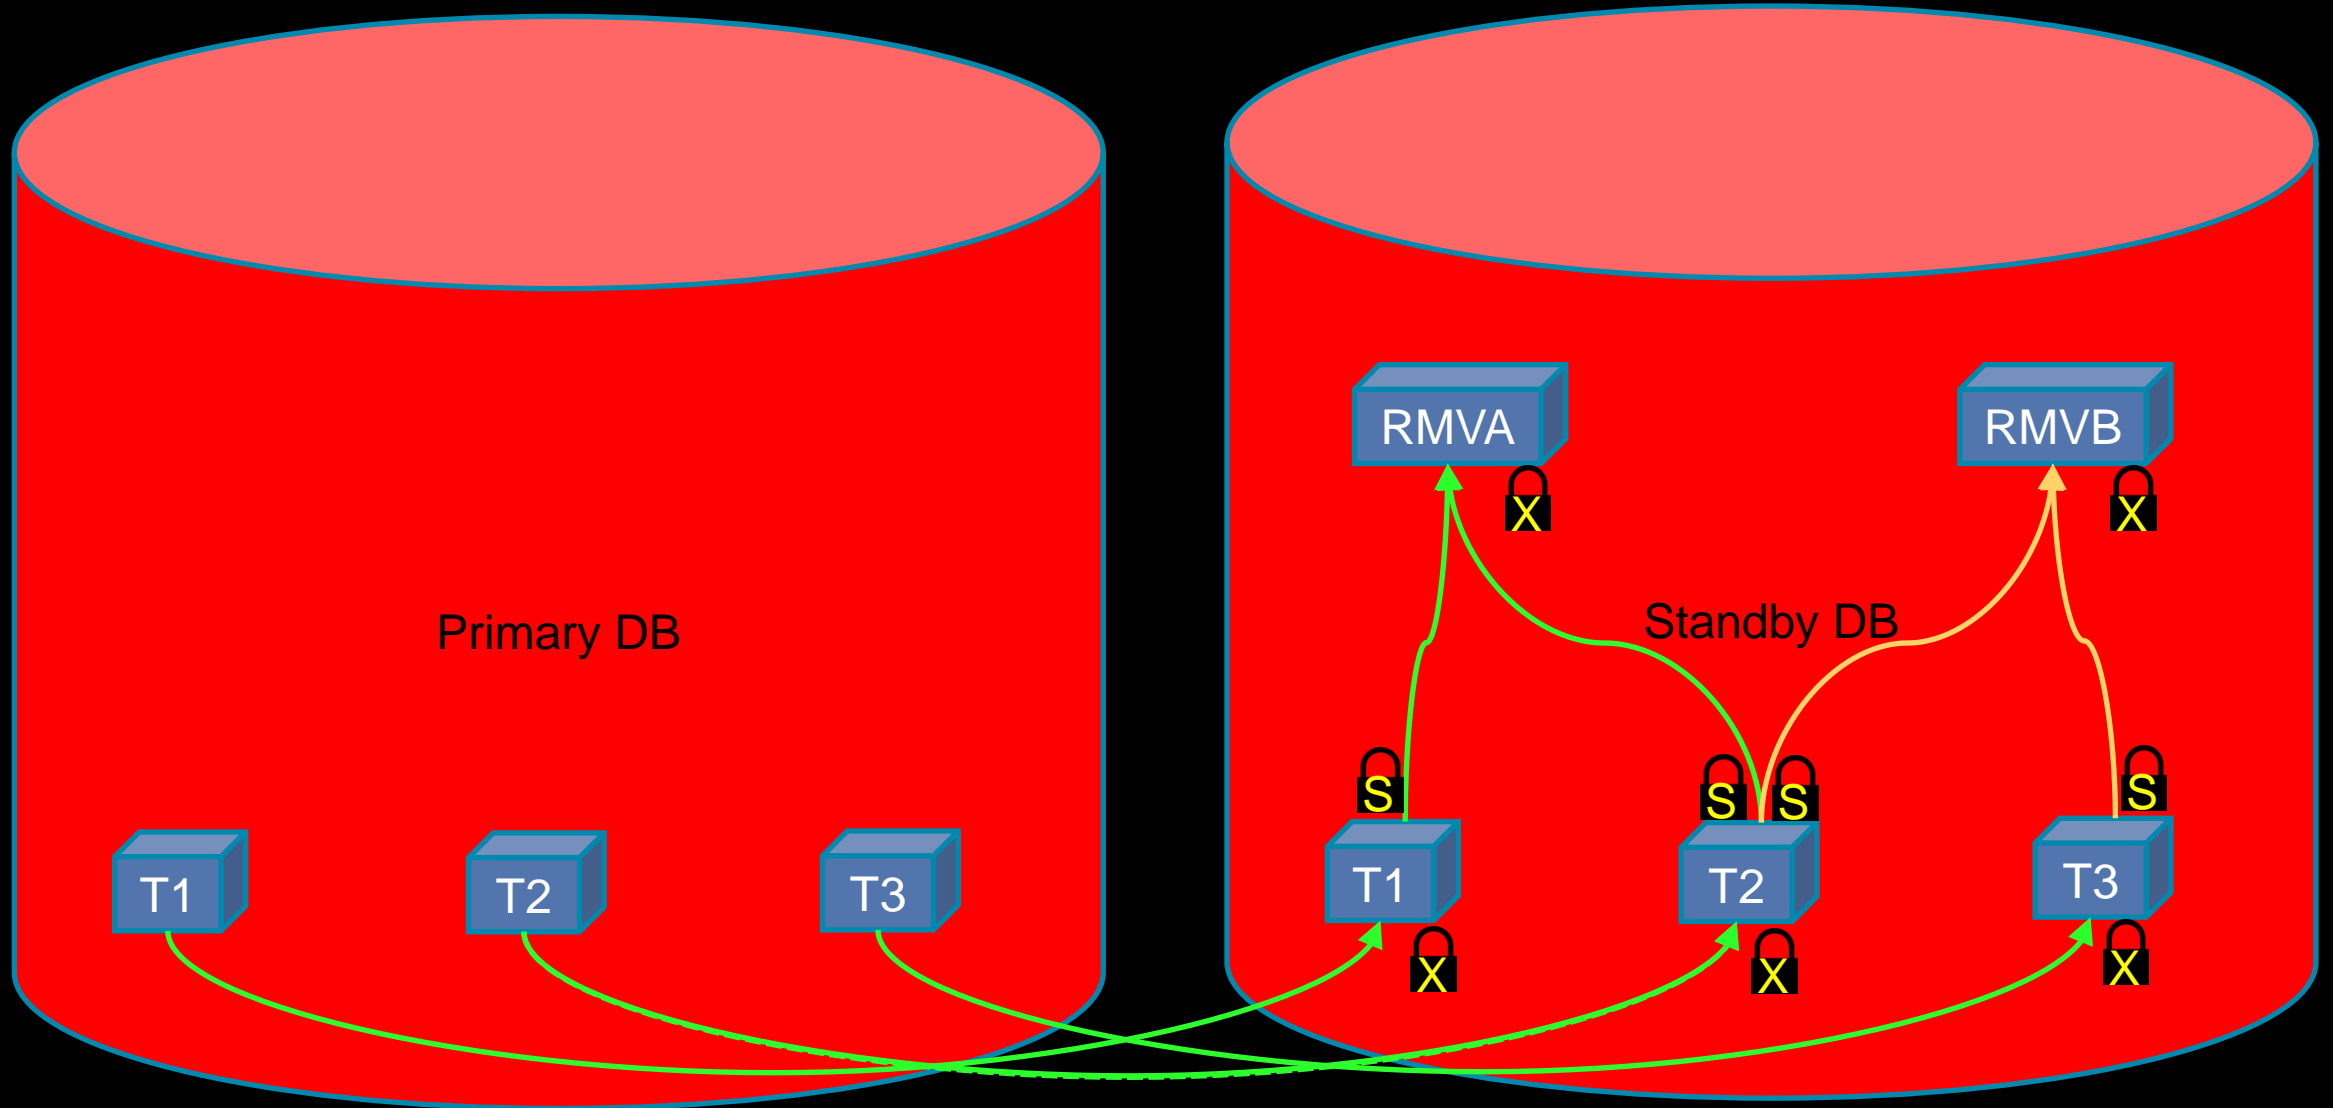 RMVA
RMVB
X
X
Primary DB
Standby DB
S
S
S
S
T1
T2
T3
T1
T2
T3
X
X
X